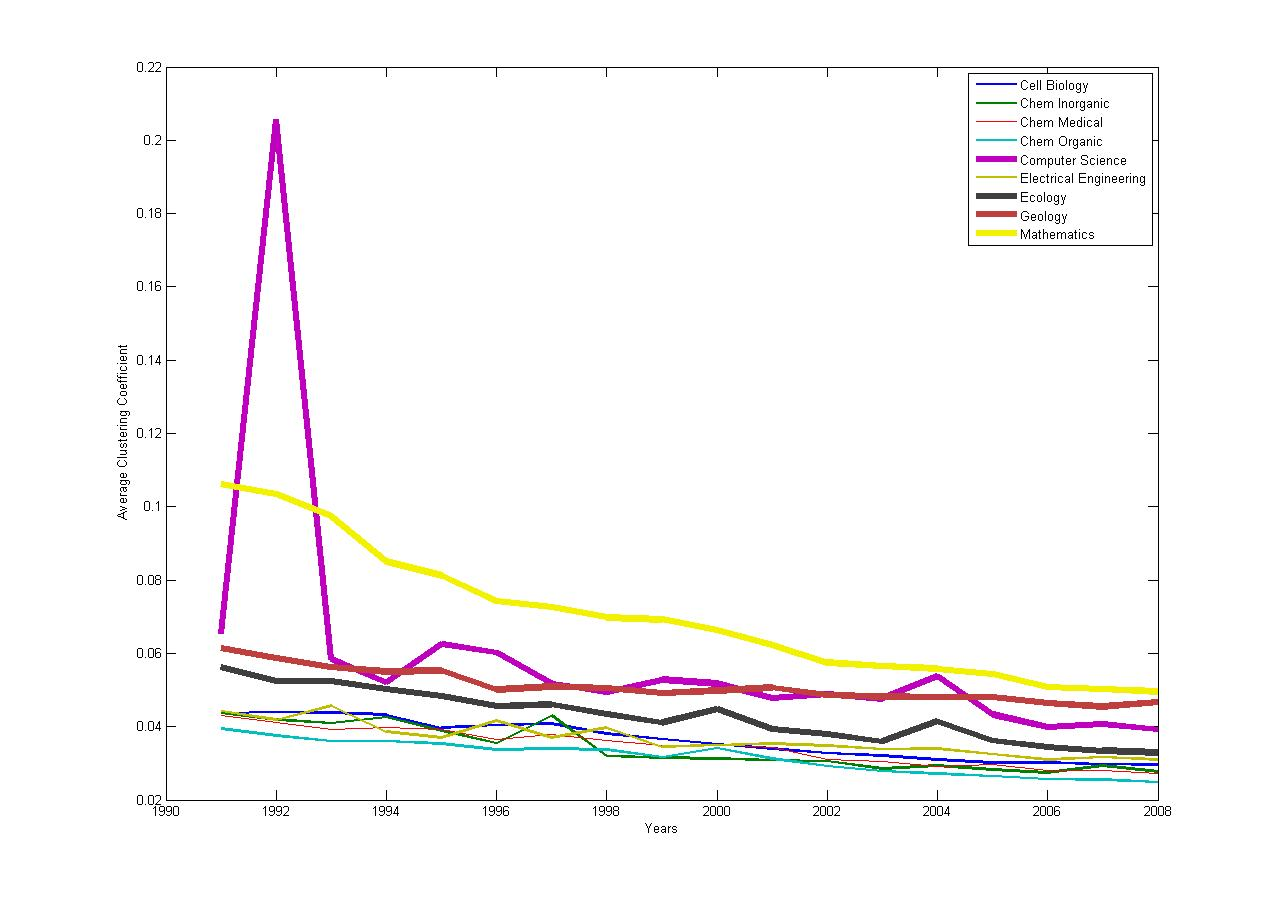 0.22
0.2
0.18
0.16
0.14
0.12
0.1
0.08
0.06
0.04
0.02
Average Clustering Coefficient
Cell Biology
Chem Inorganic
Chem Medical
Chem Organic
Computer Science
Electrical Engineering
Ecology
Geology
Mathematics
1990 1992 1994 1996 1998 2000 2002 2004 2006 2008
Years